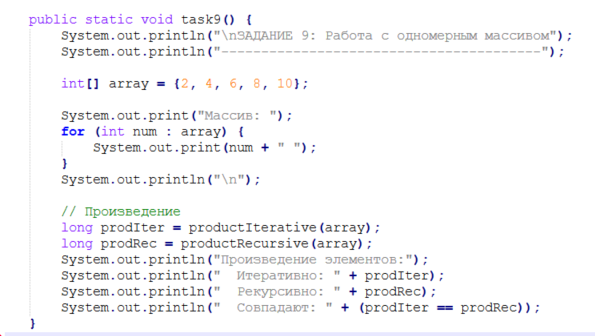 public static void task9() {
    System.out.println("\nЗАДАНИЕ 9: Работа с одномерным массивом");
    System.out.println("----------------------------------------");

    int[] array = {2, 4, 6, 8, 10};

    System.out.print("Массив: ");
    for (int num : array) {
        System.out.print(num + " ");
    }
    System.out.println("\n");

    // Произведение
    long prodIter = productIterative(array);
    long prodRec = productRecursive(array);
    System.out.println("Произведение элементов:");
    System.out.println("  Итеративно: " + prodIter);
    System.out.println("  Рекурсивно: " + prodRec);
    System.out.println("  Совпадают: " + (prodIter == prodRec));
}